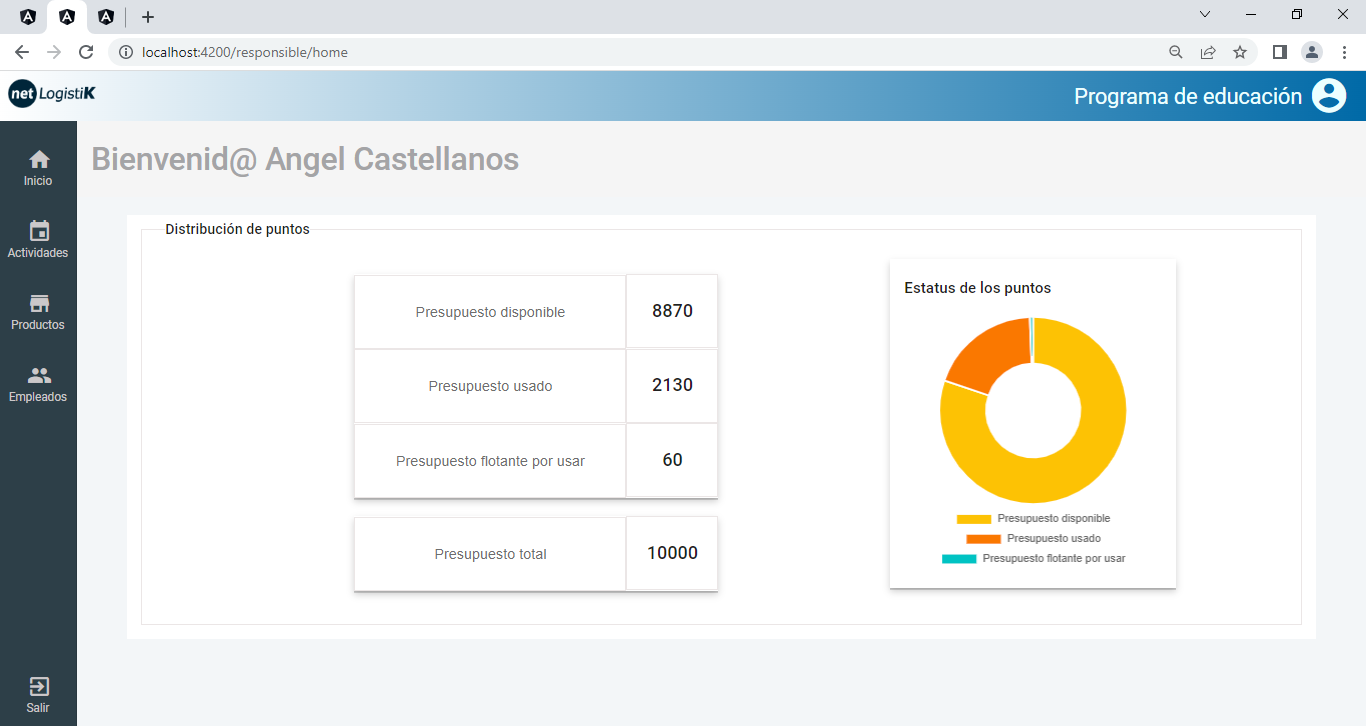 localhost:4200/responsible/home
net LogistiK
Programa de educación
Bienvenid@ Angel Castellanos
Inicio
Actividades
Productos
Empleados
Salir
Distribución de puntos
Presupuesto disponible 8870
Presupuesto usado 2130
Presupuesto flotante por usar 60
Presupuesto total 10000
Estatus de los puntos
Presupuesto disponible
Presupuesto usado
Presupuesto flotante por usar